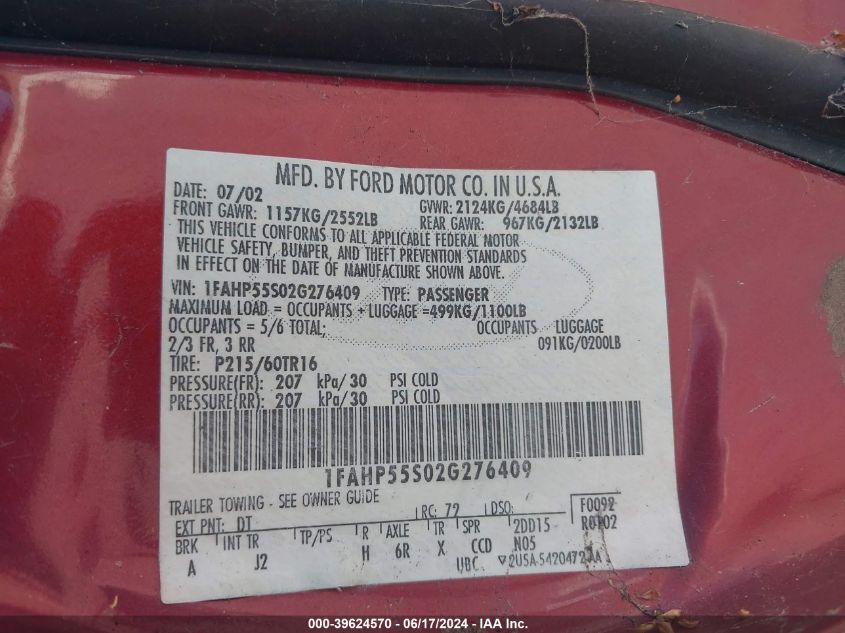 MFD. BY FORD MOTOR CO. IN U.S.A.
DATE: 07/02 GVWR: 2124KG/4684LB
FRONT GAWR: 1157KG/2552LB REAR GAWR: 967KG/2132LB
THIS VEHICLE CONFORMS TO ALL APPLICABLE FEDERAL MOTOR
VEHICLE SAFETY, BUMPER, AND THEFT PREVENTION STANDARDS
IN EFFECT ON THE DATE OF MANUFACTURE SHOWN ABOVE.
VIN: 1FAHP55S02G276409 TYPE: PASSENGER
MAXIMUM LOAD = OCCUPANTS + LUGGAGE =499KG/1100LB
OCCUPANTS = 5/6 TOTAL; OCCUPANTS LUGGAGE
2/3 FR, 3 RR 091KG/0200LB
TIRE: P215/60TR16
PRESSURE(FR): 207 kPa/30 PSI COLD
PRESSURE(RR): 207 kPa/30 PSI COLD
1FAHP55S02G276409
TRAILER TOWING - SEE OWNER GUIDE
EXT PNT: DT RC: 72 DSO: F0092
BRK INT TR TP/PS R AXLE TR SPR 2DD15 R0102
A J2 H 6R X CCD N05
UBC 2U5A-5420472-AA
000-39624570 - 06/17/2024 - IAA Inc.